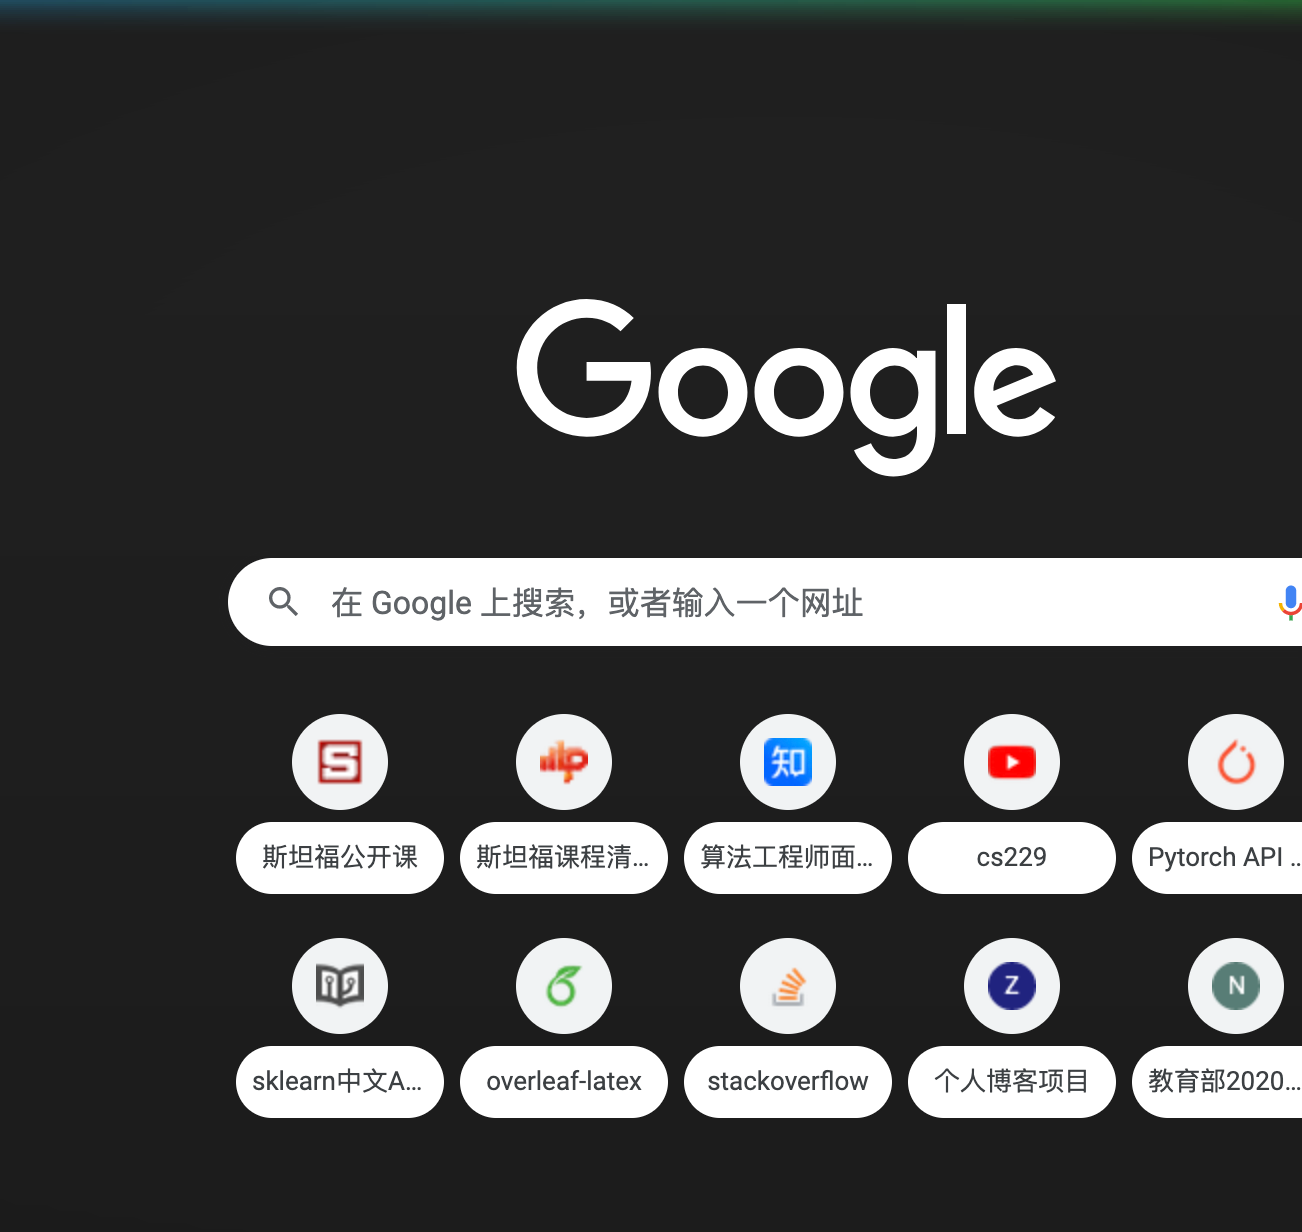 Google
在 Google 上搜索，或者输入一个网址
知
斯坦福公开课
斯坦福课程清...
算法工程师面...
cs229
Pytorch API ...
Z
N
sklearn中文A...
overleaf-latex
stackoverflow
个人博客项目
教育部2020...